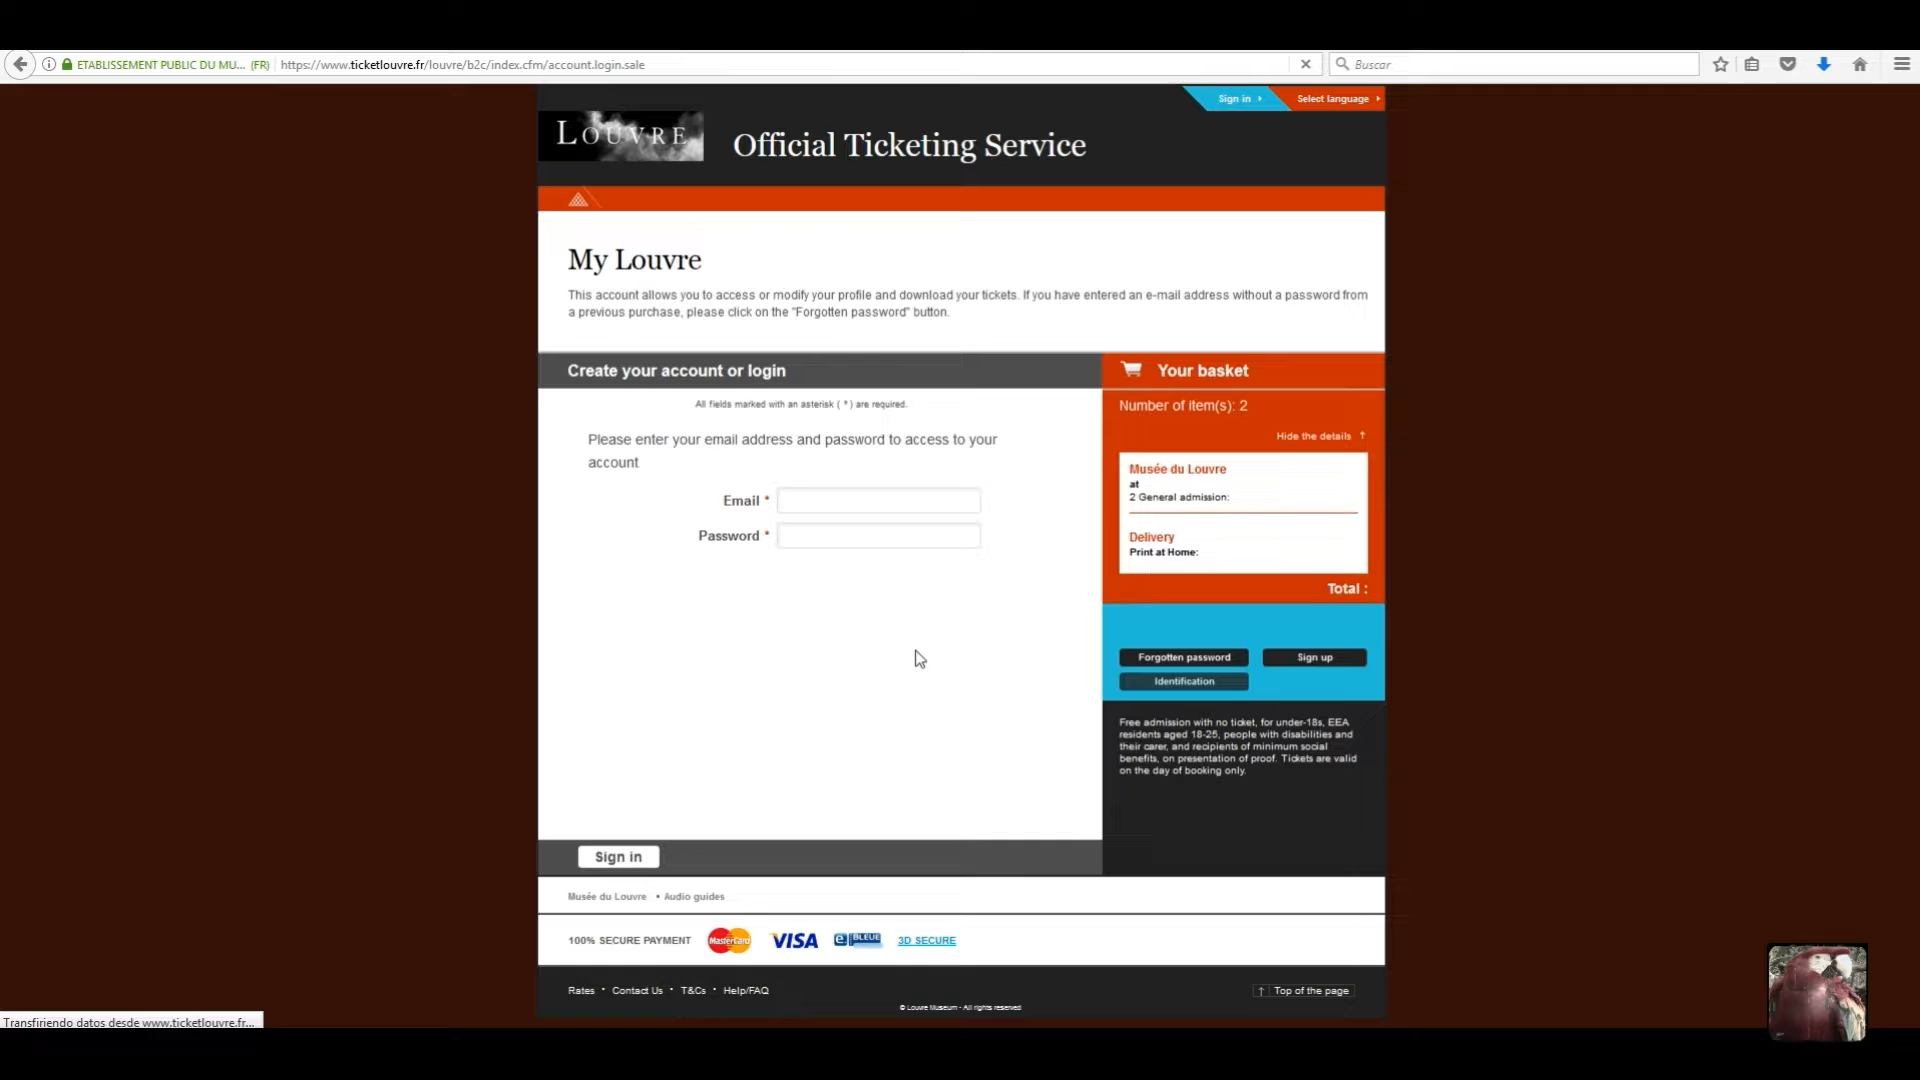 ETABLISSEMENT PUBLIC DU MU... (FR) https://www.ticketlouvre.fr/louvre/b2c/index.cfm/account.login.sale
Buscar
Sign in
Select language
LOUVRE
Official Ticketing Service
My Louvre
This account allows you to access or modify your profile and download your tickets. If you have entered an e-mail address without a password from
a previous purchase, please click on the "Forgotten password" button.
Create your account or login
Your basket
All fields marked with an asterisk ( * ) are required.
Number of item(s): 2
Hide the details ↑
Please enter your email address and password to access to your
account
Musée du Louvre
at
2 General admission:
Email *
Password *
Delivery
Print at Home:
Total :
Forgotten password
Sign up
Identification
Free admission with no ticket, for under-18s, EEA
residents aged 18-25, people with disabilities and
their carer, and recipients of minimum social
benefits, on presentation of proof. Tickets are valid
on the day of booking only.
Sign in
Musée du Louvre • Audio guides
100% SECURE PAYMENT MasterCard VISA e BLEUE 3D SECURE
Rates • Contact Us • T&Cs • Help/FAQ
↑ Top of the page
© Louvre Museum - All rights reserved
Transfiriendo datos desde www.ticketlouvre.fr...